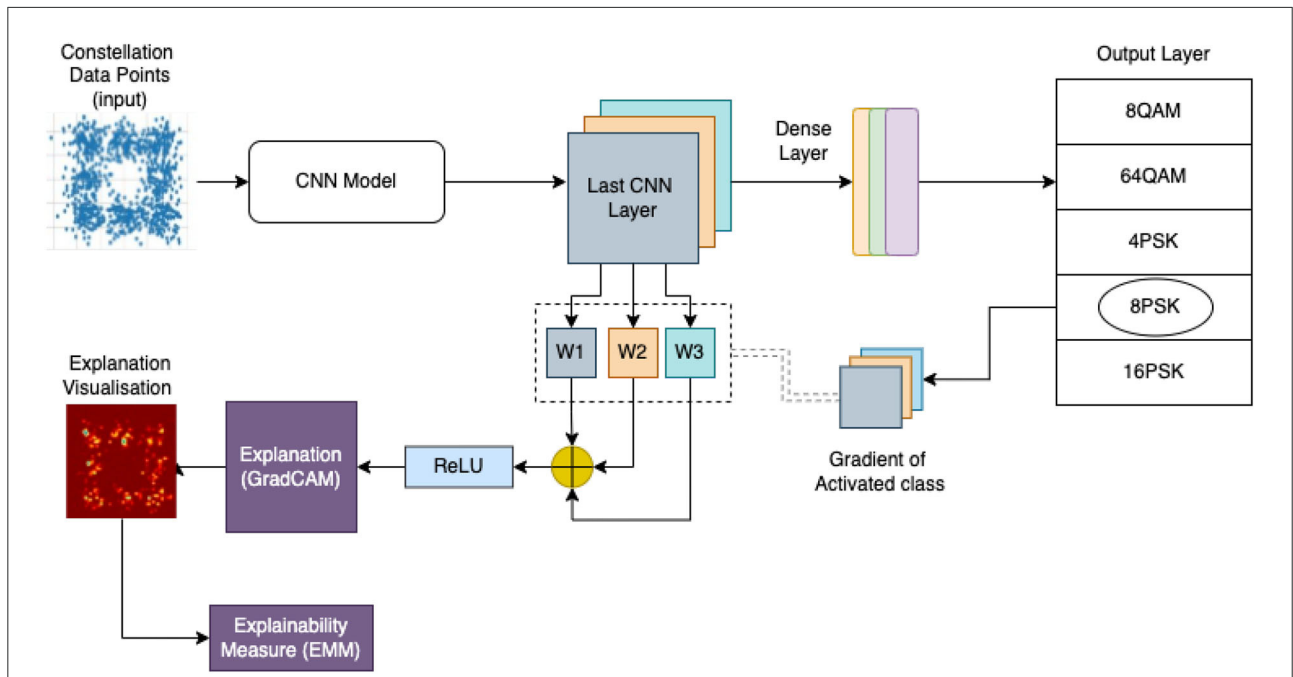 Constellation
Data Points
(input)
CNN Model
Last CNN
Layer
Dense
Layer
Output Layer
8QAM
64QAM
4PSK
8PSK
16PSK
W1
W2
W3
Gradient of
Activated class
ReLU
Explanation
(GradCAM)
Explanation
Visualisation
Explainability
Measure (EMM)